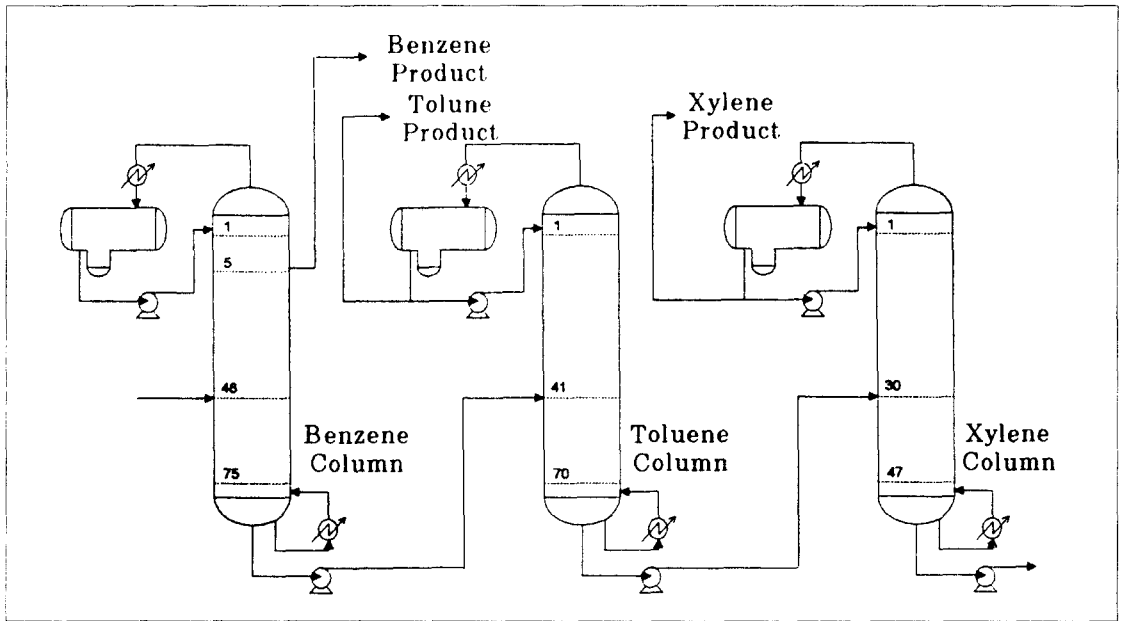 Benzene
Product
Tolune
Product
Xylene
Product
1
5
46
75
Benzene
Column
1
41
70
Toluene
Column
1
30
47
Xylene
Column